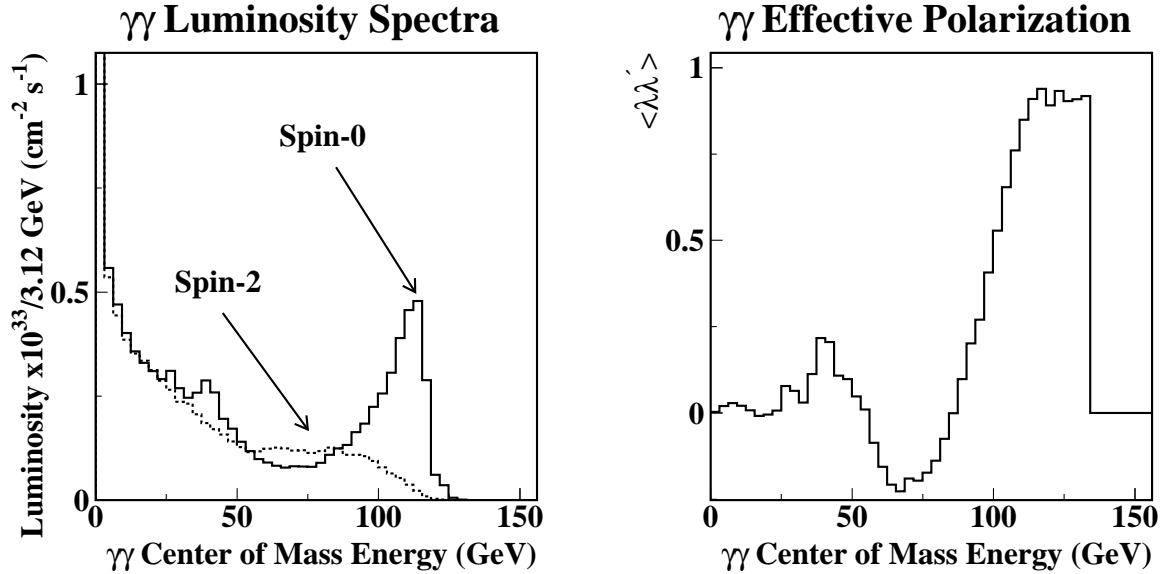 γγ Luminosity Spectra
Luminosity x10³³/3.12 GeV (cm⁻² s⁻¹)
1
0.5
0
Spin-0
Spin-2
0 50 100 150
γγ Center of Mass Energy (GeV)
γγ Effective Polarization
<λλ´>
1
0.5
0
0 50 100 150
γγ Center of Mass Energy (GeV)